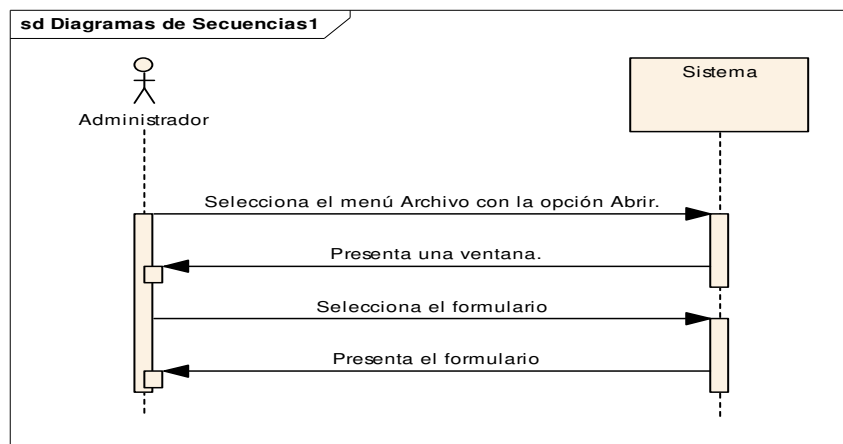 sd Diagramas de Secuencias1
Administrador
Sistema
Selecciona el menú Archivo con la opción Abrir.
Presenta una ventana.
Selecciona el formulario
Presenta el formulario